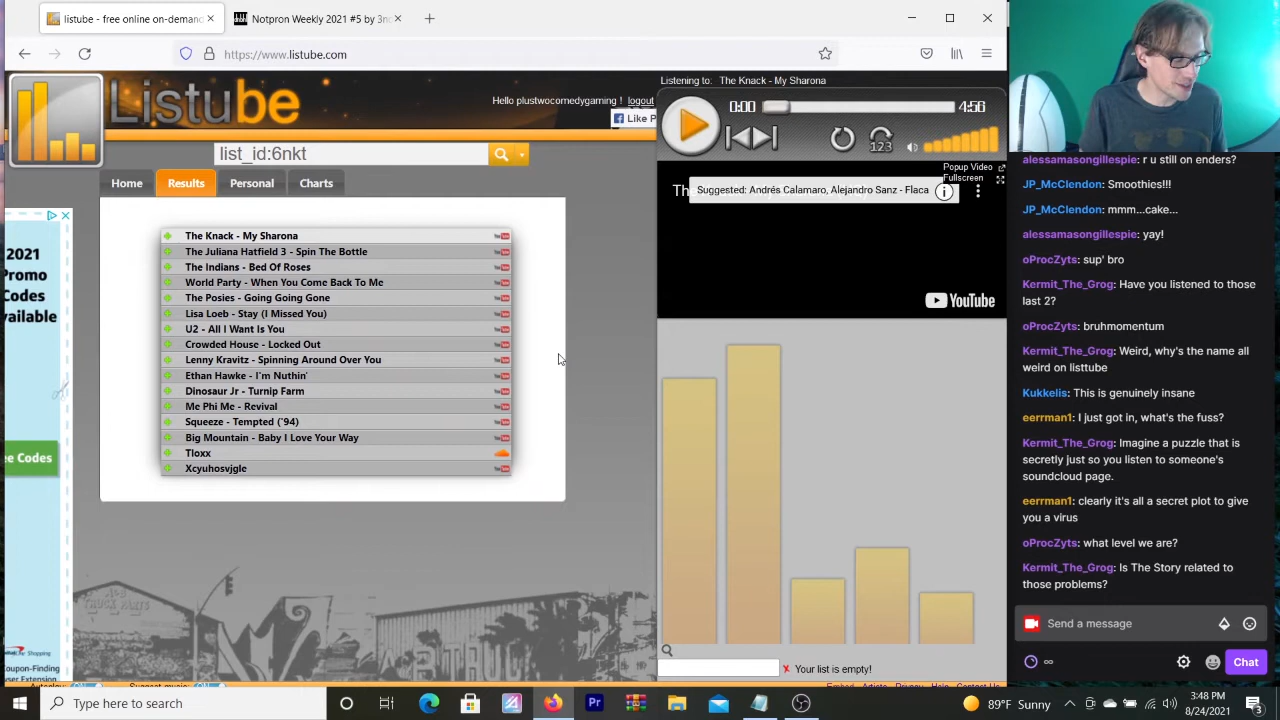 listube - free online on-demand
Notpron Weekly 2021 #5 by 3n
https://www.listube.com
Listube
Hello plustwocomedygaming ! logout
Like
list_id:6nkt
Home
Results
Personal
Charts
The Knack - My Sharona
The Juliana Hatfield 3 - Spin The Bottle
The Indians - Bed Of Roses
World Party - When You Come Back To Me
The Posies - Going Going Gone
Lisa Loeb - Stay (I Missed You)
U2 - All I Want Is You
Crowded House - Locked Out
Lenny Kravitz - Spinning Around Over You
Ethan Hawke - I'm Nuthin'
Dinosaur Jr - Turnip Farm
Me Phi Me - Revival
Squeeze - Tempted ('94)
Big Mountain - Baby I Love Your Way
Tloxx
Xcyuhosvjgle
2021
Promo
Codes
vailable
ee Codes
Line Shopping
Coupon-Finding
Listening to: The Knack - My Sharona
0:00
4:56
123
Popup Video
Fullscreen
Th
Suggested: Andrés Calamaro, Alejandro Sanz - Flaca
YouTube
Your list is empty!
alessamasongillespie: r u still on enders?
JP_McClendon: Smoothies!!!
JP_McClendon: mmm...cake...
alessamasongillespie: yay!
oProcZyts: sup' bro
Kermit_The_Grog: Have you listened to those
last 2?
oProcZyts: bruhmomentum
Kermit_The_Grog: Weird, why's the name all
weird on listtube
Kukkelis: This is genuinely insane
eerrman1: I just got in, what's the fuss?
Kermit_The_Grog: Imagine a puzzle that is
secretly just so you listen to someone's
soundcloud page.
eerrman1: clearly it's all a secret plot to give
you a virus
oProcZyts: what level we are?
Kermit_The_Grog: Is The Story related to
those problems?
Send a message
Chat
Type here to search
Pr
89°F Sunny
3:48 PM
8/24/2021
3